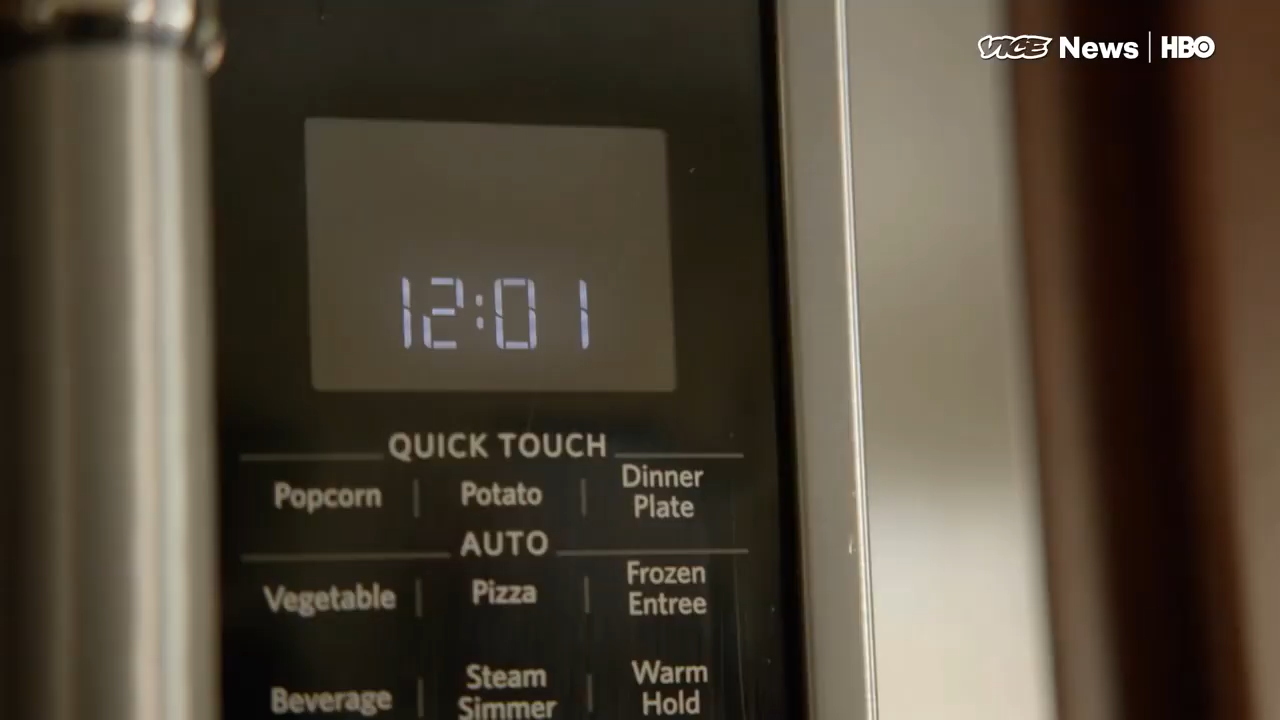 VICE News | HBO
12:01
QUICK TOUCH
Popcorn | Potato | Dinner Plate
AUTO
Vegetable | Pizza | Frozen Entree
Beverage | Steam Simmer | Warm Hold